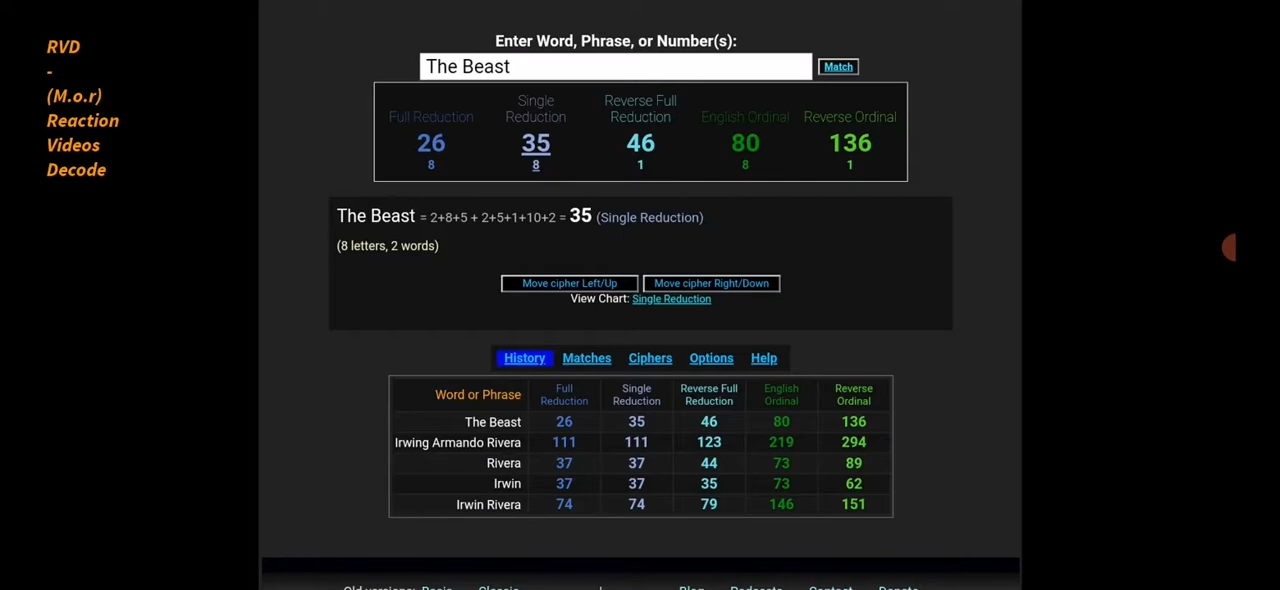 RVD
-
(M.o.r)
Reaction
Videos
Decode
Enter Word, Phrase, or Number(s):
The Beast Match
Full Reduction Single Reduction Reverse Full Reduction English Ordinal Reverse Ordinal
26 35 46 80 136
8 8 1 8 1
The Beast = 2+8+5 + 2+5+1+10+2 = 35 (Single Reduction)
(8 letters, 2 words)
Move cipher Left/Up Move cipher Right/Down
View Chart: Single Reduction
History Matches Ciphers Options Help
Word or Phrase Full Reduction Single Reduction Reverse Full Reduction English Ordinal Reverse Ordinal
The Beast 26 35 46 80 136
Irwing Armando Rivera 111 111 123 219 294
Rivera 37 37 44 73 89
Irwin 37 37 35 73 62
Irwin Rivera 74 74 79 146 151